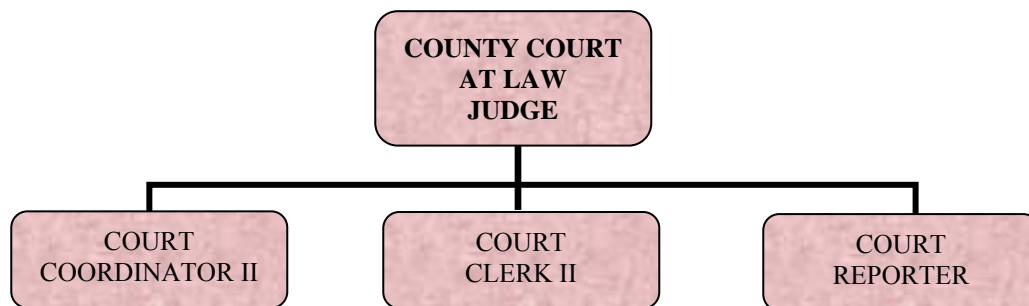 COUNTY COURT
AT LAW
JUDGE
COURT
COORDINATOR II
COURT
CLERK II
COURT
REPORTER